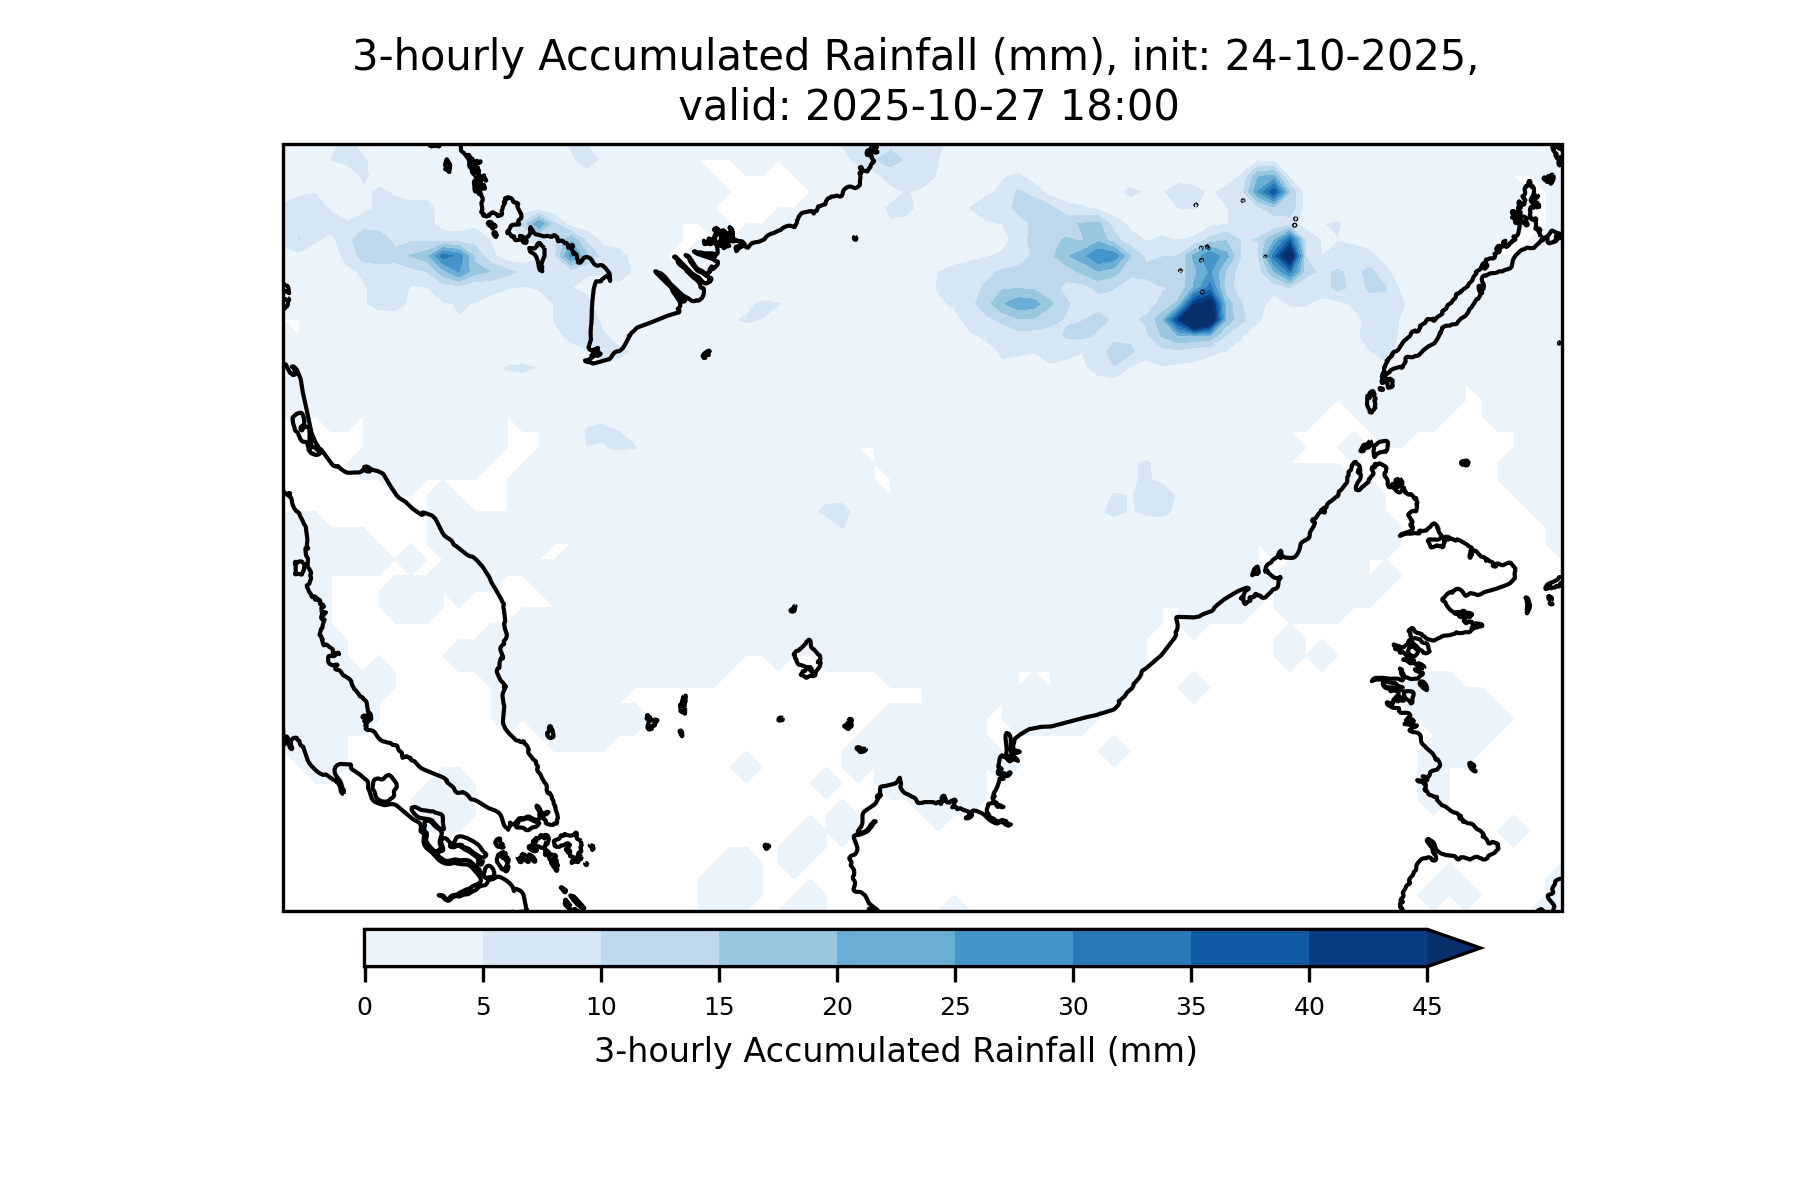 3-hourly Accumulated Rainfall (mm), init: 24-10-2025,
valid: 2025-10-27 18:00
0 5 10 15 20 25 30 35 40 45
3-hourly Accumulated Rainfall (mm)